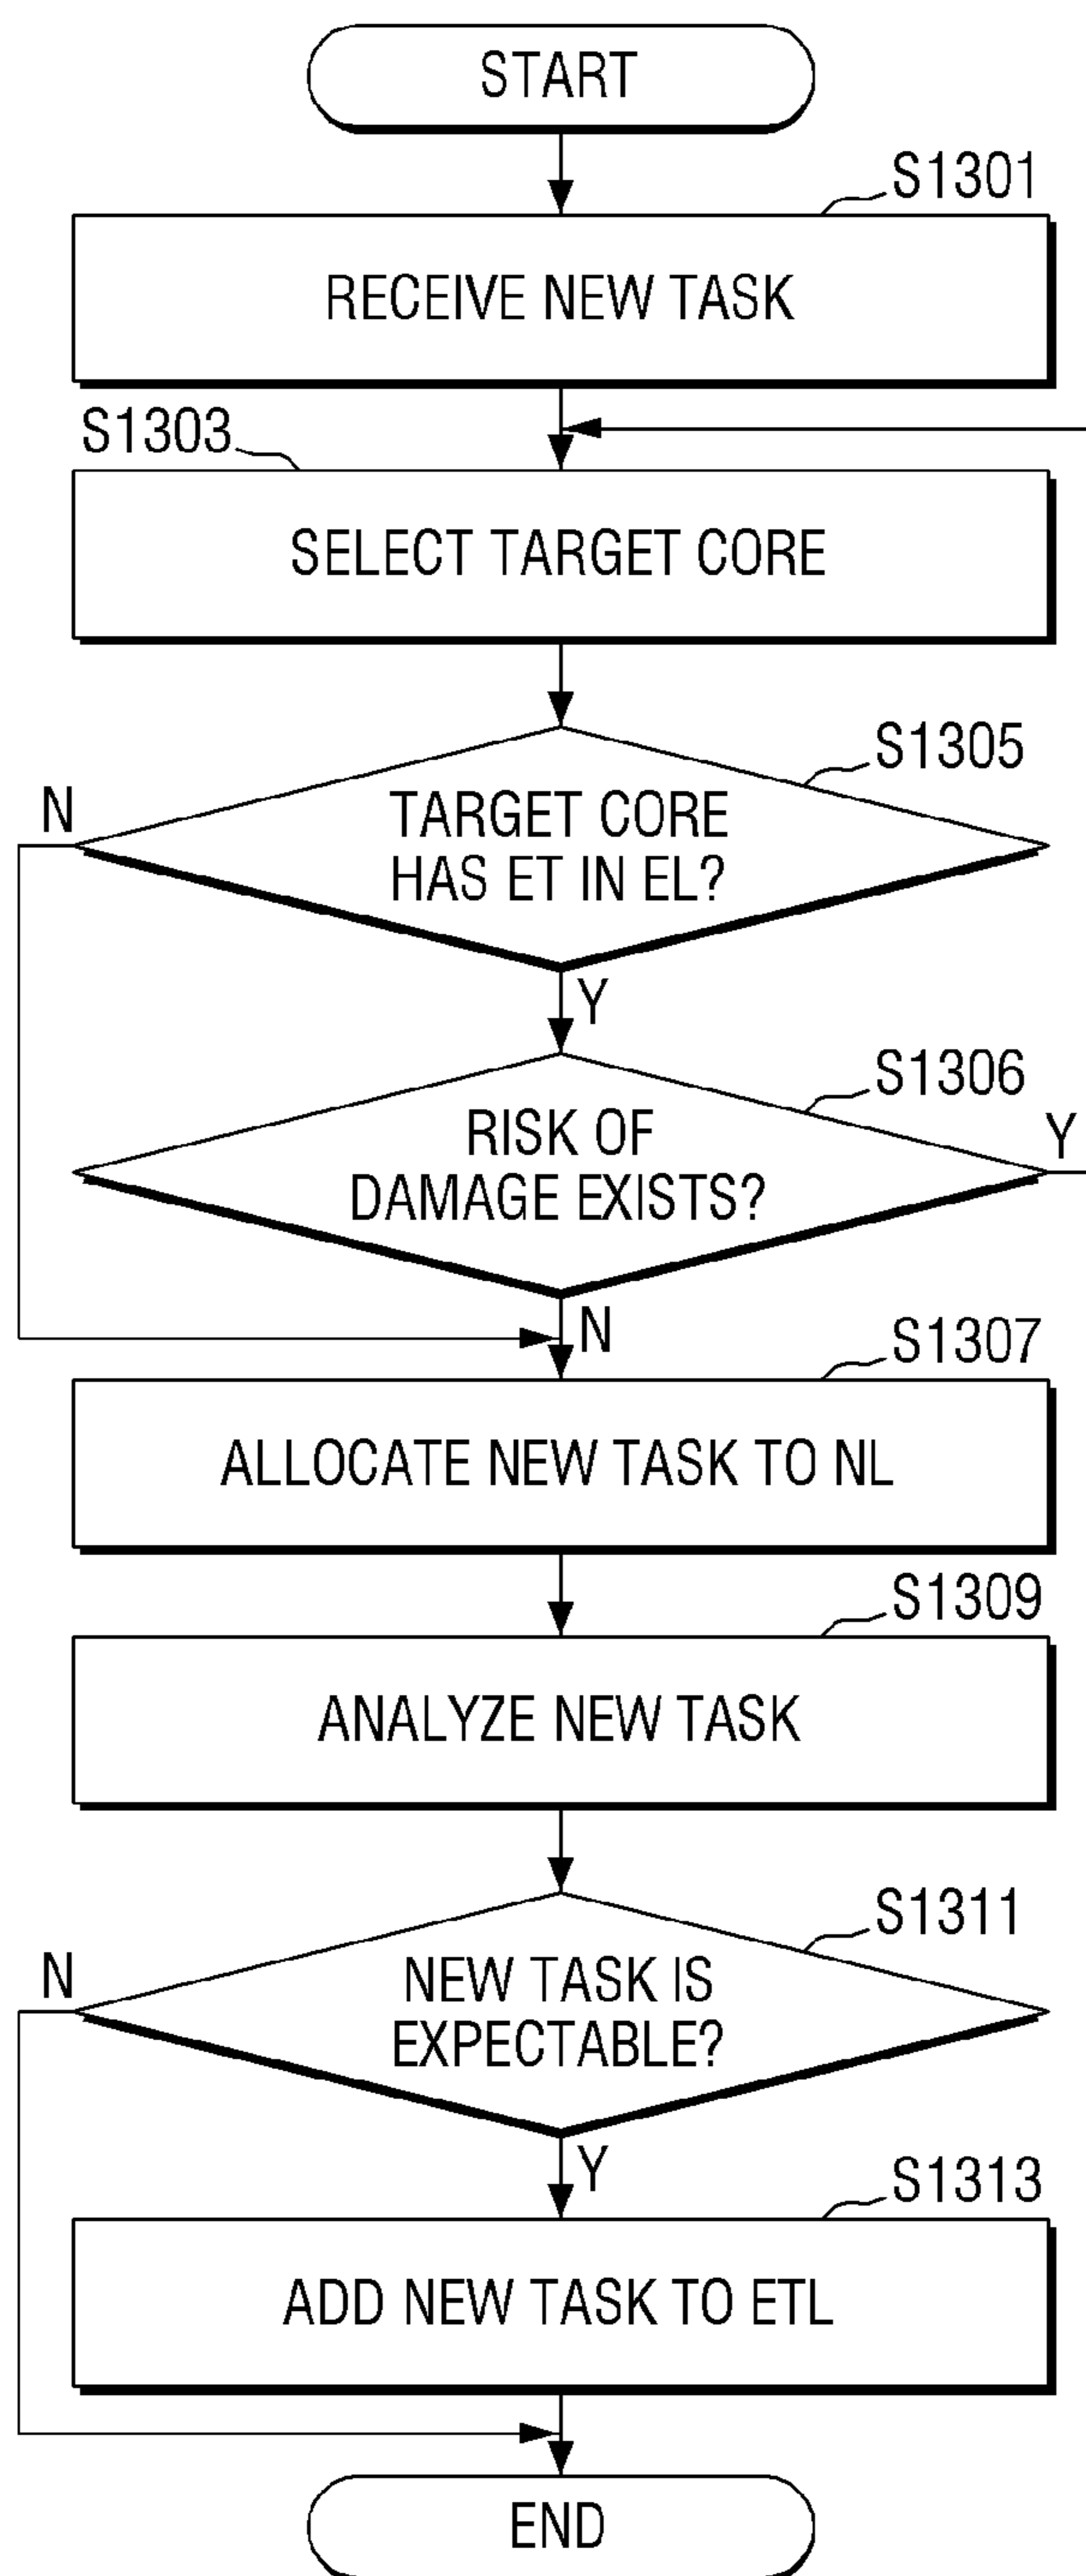 START
S1301
RECEIVE NEW TASK
S1303
SELECT TARGET CORE
S1305
N
TARGET CORE
HAS ET IN EL?
Y
S1306
RISK OF
DAMAGE EXISTS?
Y
N
S1307
ALLOCATE NEW TASK TO NL
S1309
ANALYZE NEW TASK
S1311
N
NEW TASK IS
EXPECTABLE?
Y
S1313
ADD NEW TASK TO ETL
END